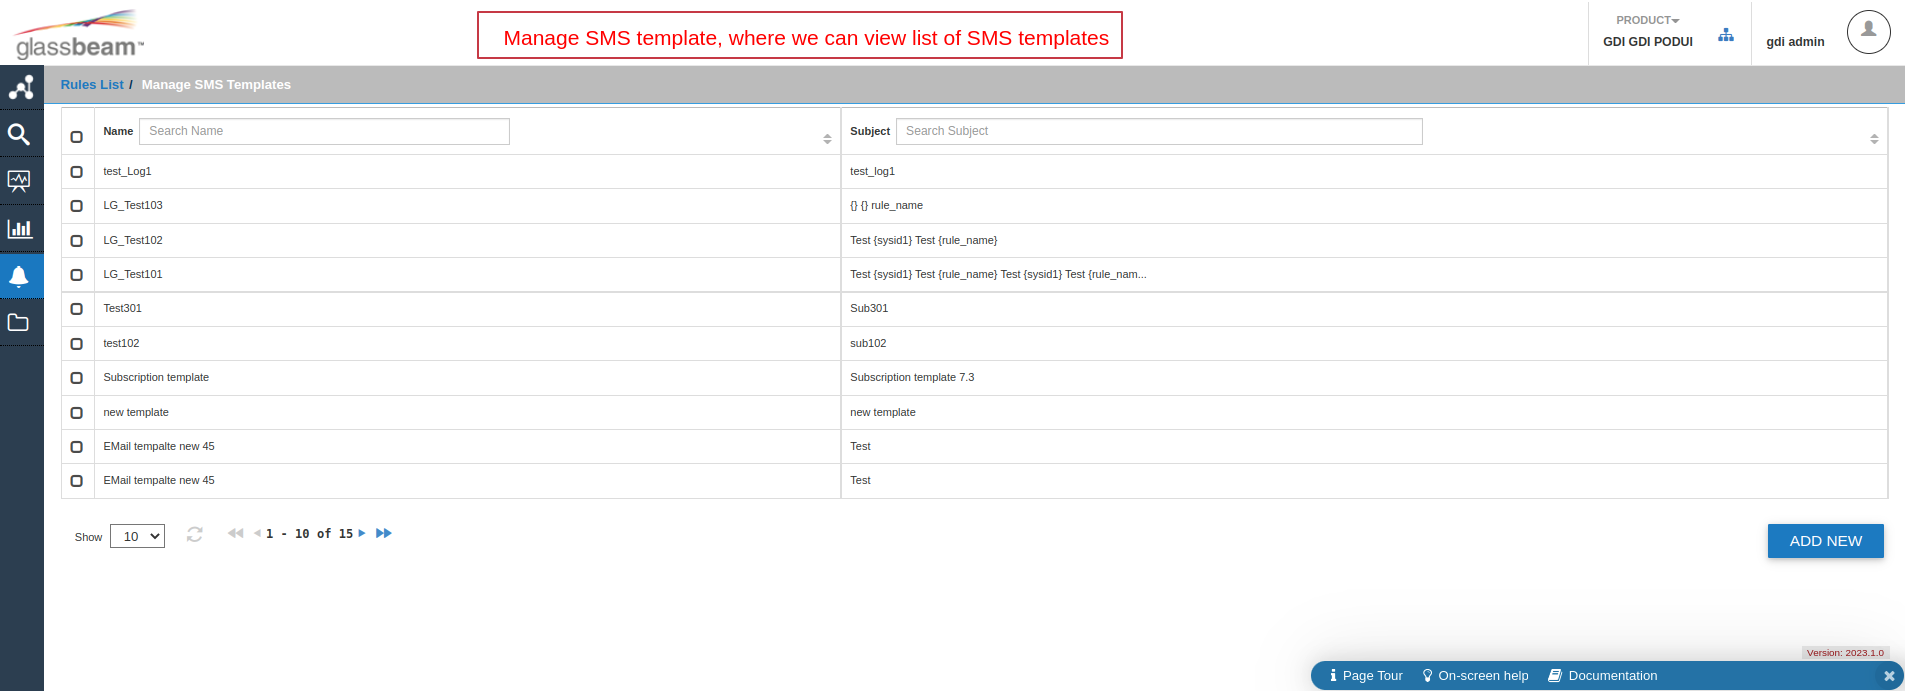 glassbeam™
Manage SMS template, where we can view list of SMS templates
PRODUCT
GDI GDI PODUI
gdi admin
Rules List / Manage SMS Templates
Name Search Name Subject Search Subject
test_Log1 test_log1
LG_Test103 {} {} rule_name
LG_Test102 Test {sysid1} Test {rule_name}
LG_Test101 Test {sysid1} Test {rule_name} Test {sysid1} Test {rule_nam...
Test301 Sub301
test102 sub102
Subscription template Subscription template 7.3
new template new template
EMail tempalte new 45 Test
EMail tempalte new 45 Test
Show 10 1 - 10 of 15
ADD NEW
Version: 2023.1.0
Page Tour On-screen help Documentation